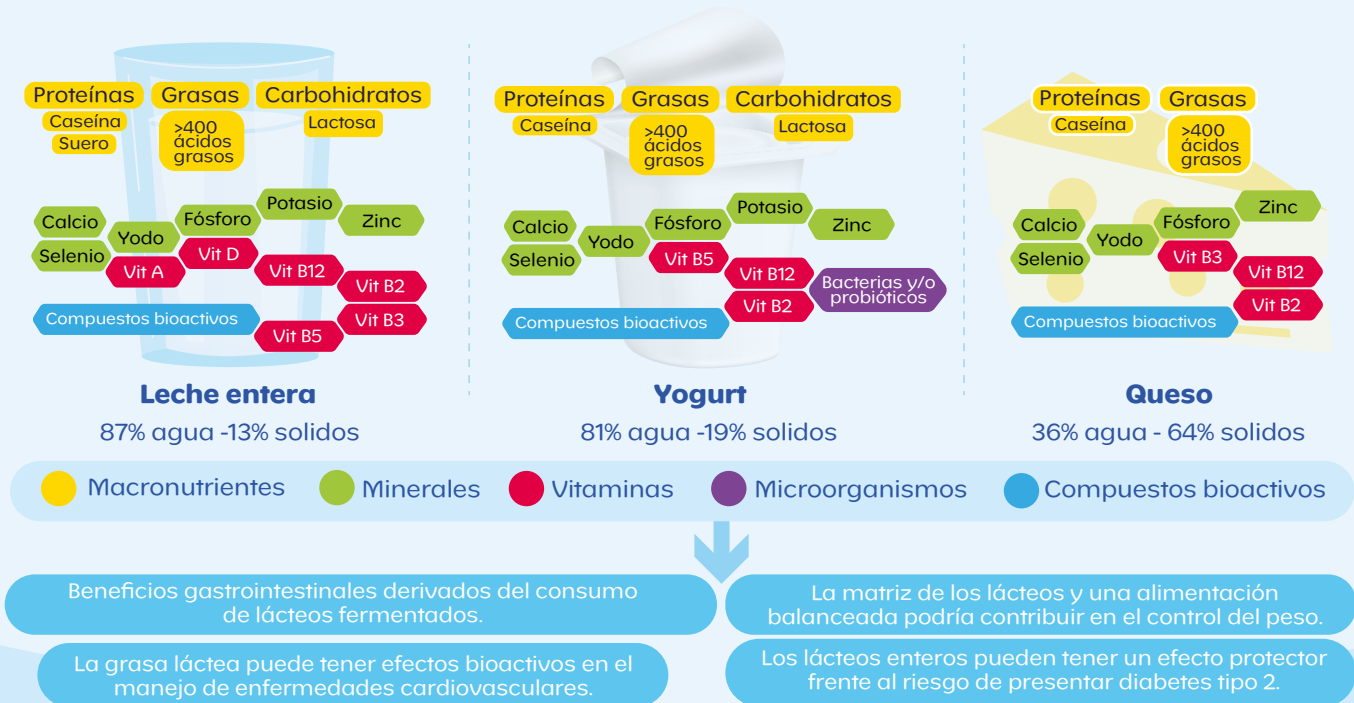 Proteínas Grasas Carbohidratos
Caseína
Suero
>400
ácidos
grasos
Lactosa
Calcio
Selenio
Yodo
Fósforo
Potasio
Zinc
Vit A
Vit D
Vit B12
Vit B2
Vit B3
Vit B5
Compuestos bioactivos
Leche entera
87% agua -13% solidos
Proteínas Grasas Carbohidratos
Caseína
>400
ácidos
grasos
Lactosa
Calcio
Selenio
Yodo
Fósforo
Potasio
Zinc
Vit B5
Vit B12
Vit B2
Bacterias y/o
probióticos
Compuestos bioactivos
Yogurt
81% agua -19% solidos
Proteínas Grasas
Caseína
>400
ácidos
grasos
Calcio
Selenio
Yodo
Fósforo
Zinc
Vit B3
Vit B12
Vit B2
Compuestos bioactivos
Queso
36% agua - 64% solidos
Macronutrientes Minerales Vitaminas Microorganismos Compuestos bioactivos
Beneficios gastrointestinales derivados del consumo
de lácteos fermentados.
La matriz de los lácteos y una alimentación
balanceada podría contribuir en el control del peso.
La grasa láctea puede tener efectos bioactivos en el
manejo de enfermedades cardiovasculares.
Los lácteos enteros pueden tener un efecto protector
frente al riesgo de presentar diabetes tipo 2.